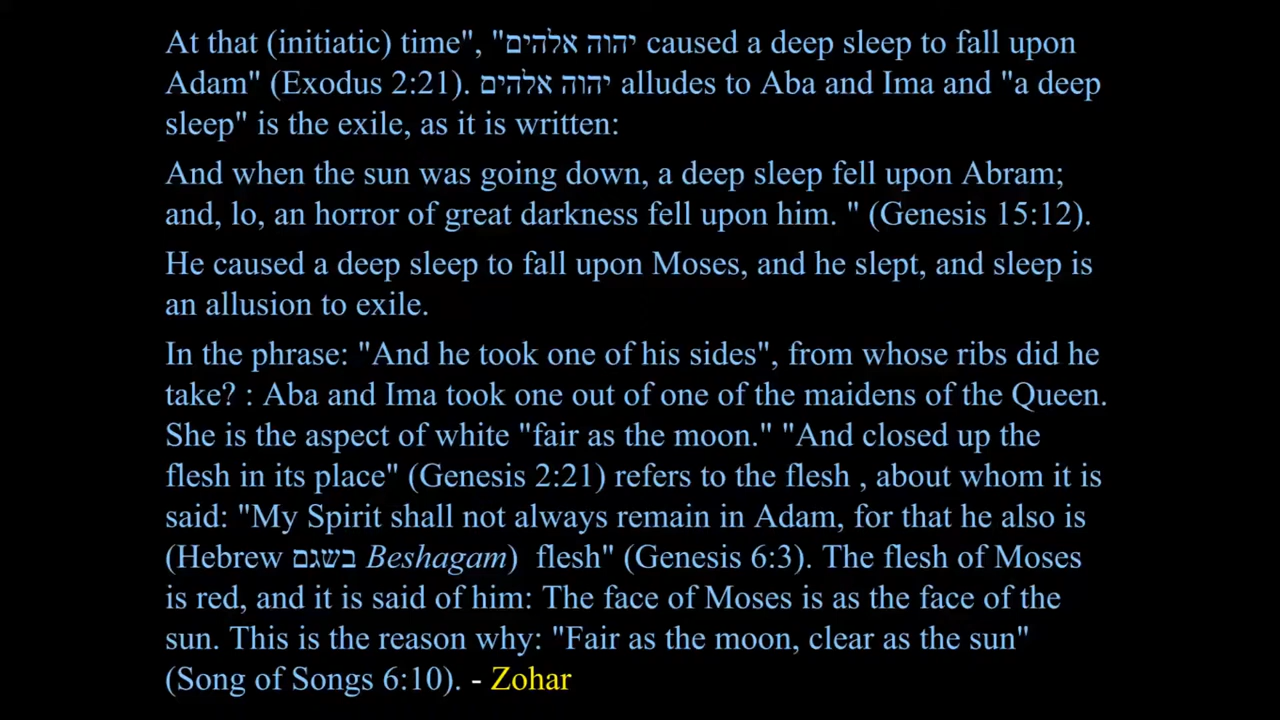 At that (initiatic) time", "יהוה אלהים caused a deep sleep to fall upon
Adam" (Exodus 2:21). יהוה אלהים alludes to Aba and Ima and "a deep
sleep" is the exile, as it is written:
And when the sun was going down, a deep sleep fell upon Abram;
and, lo, an horror of great darkness fell upon him. " (Genesis 15:12).
He caused a deep sleep to fall upon Moses, and he slept, and sleep is
an allusion to exile.
In the phrase: "And he took one of his sides", from whose ribs did he
take? : Aba and Ima took one out of one of the maidens of the Queen.
She is the aspect of white "fair as the moon." "And closed up the
flesh in its place" (Genesis 2:21) refers to the flesh , about whom it is
said: "My Spirit shall not always remain in Adam, for that he also is
(Hebrew בשגם Beshagam)  flesh" (Genesis 6:3). The flesh of Moses
is red, and it is said of him: The face of Moses is as the face of the
sun. This is the reason why: "Fair as the moon, clear as the sun"
(Song of Songs 6:10). - Zohar